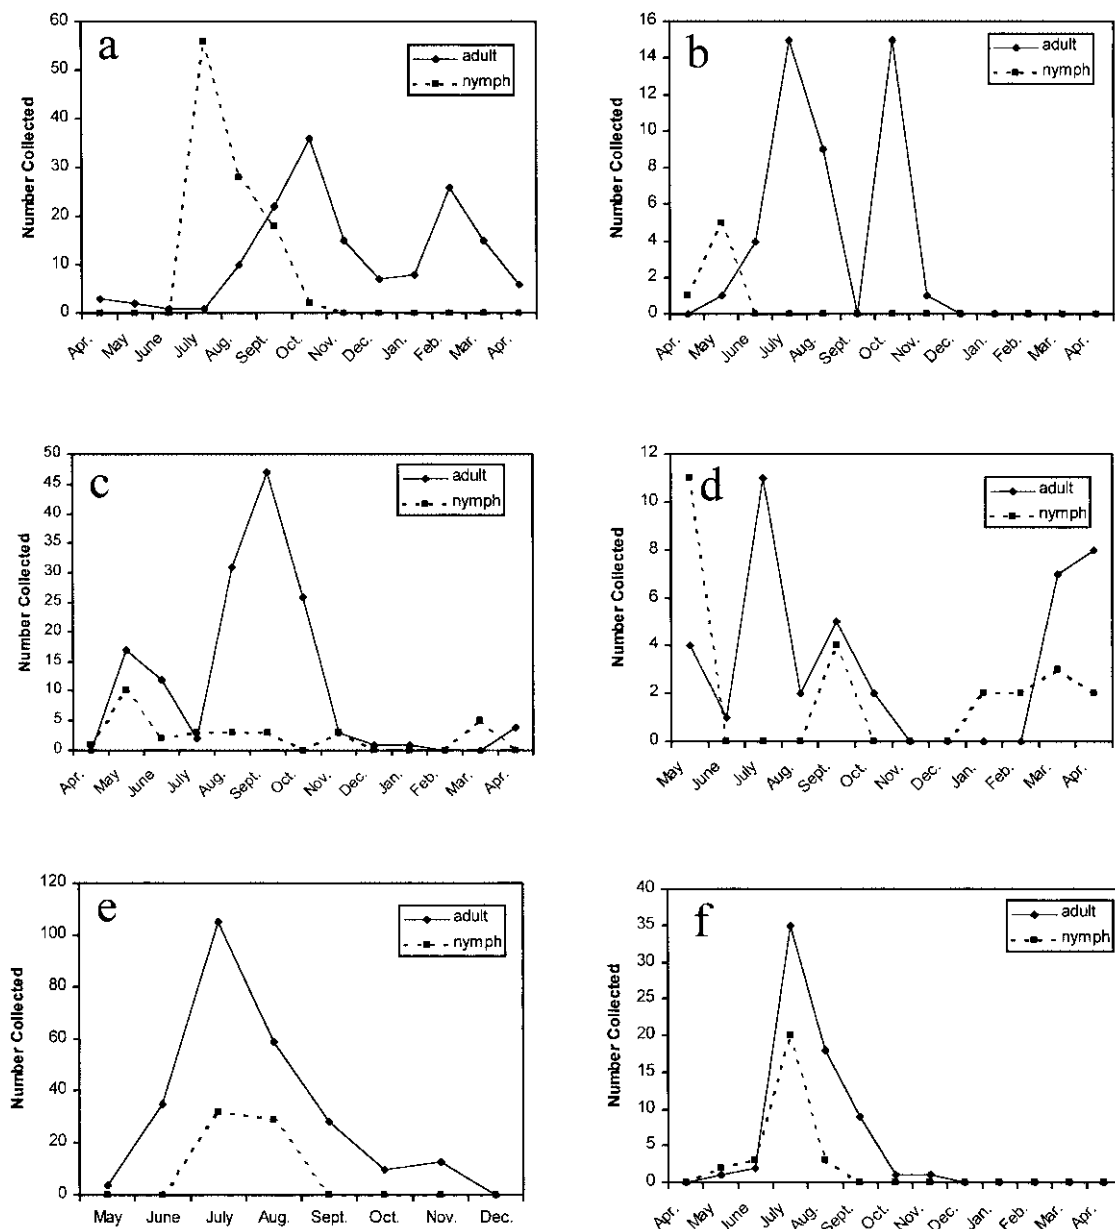 a
adult
nymph
Number Collected
60
50
40
30
20
10
0
Apr. May June July Aug. Sept. Oct. Nov. Dec. Jan. Feb. Mar. Apr.
b
adult
nymph
Number Collected
16
14
12
10
8
6
4
2
0
Apr. May June July Aug. Sept. Oct. Nov. Dec. Jan. Feb. Mar. Apr.
c
adult
nymph
Number Collected
50
45
40
35
30
25
20
15
10
5
0
Apr. May June July Aug. Sept. Oct. Nov. Dec. Jan. Feb. Mar. Apr.
d
adult
nymph
Number Collected
12
10
8
6
4
2
0
May June July Aug. Sept. Oct. Nov. Dec. Jan. Feb. Mar. Apr.
e
adult
nymph
Number Collected
120
100
80
60
40
20
0
May June July Aug. Sept. Oct. Nov. Dec.
f
adult
nymph
Number Collected
40
35
30
25
20
15
10
5
0
Apr. May June July Aug. Sept. Oct. Nov. Dec. Jan. Feb. Mar. Apr.